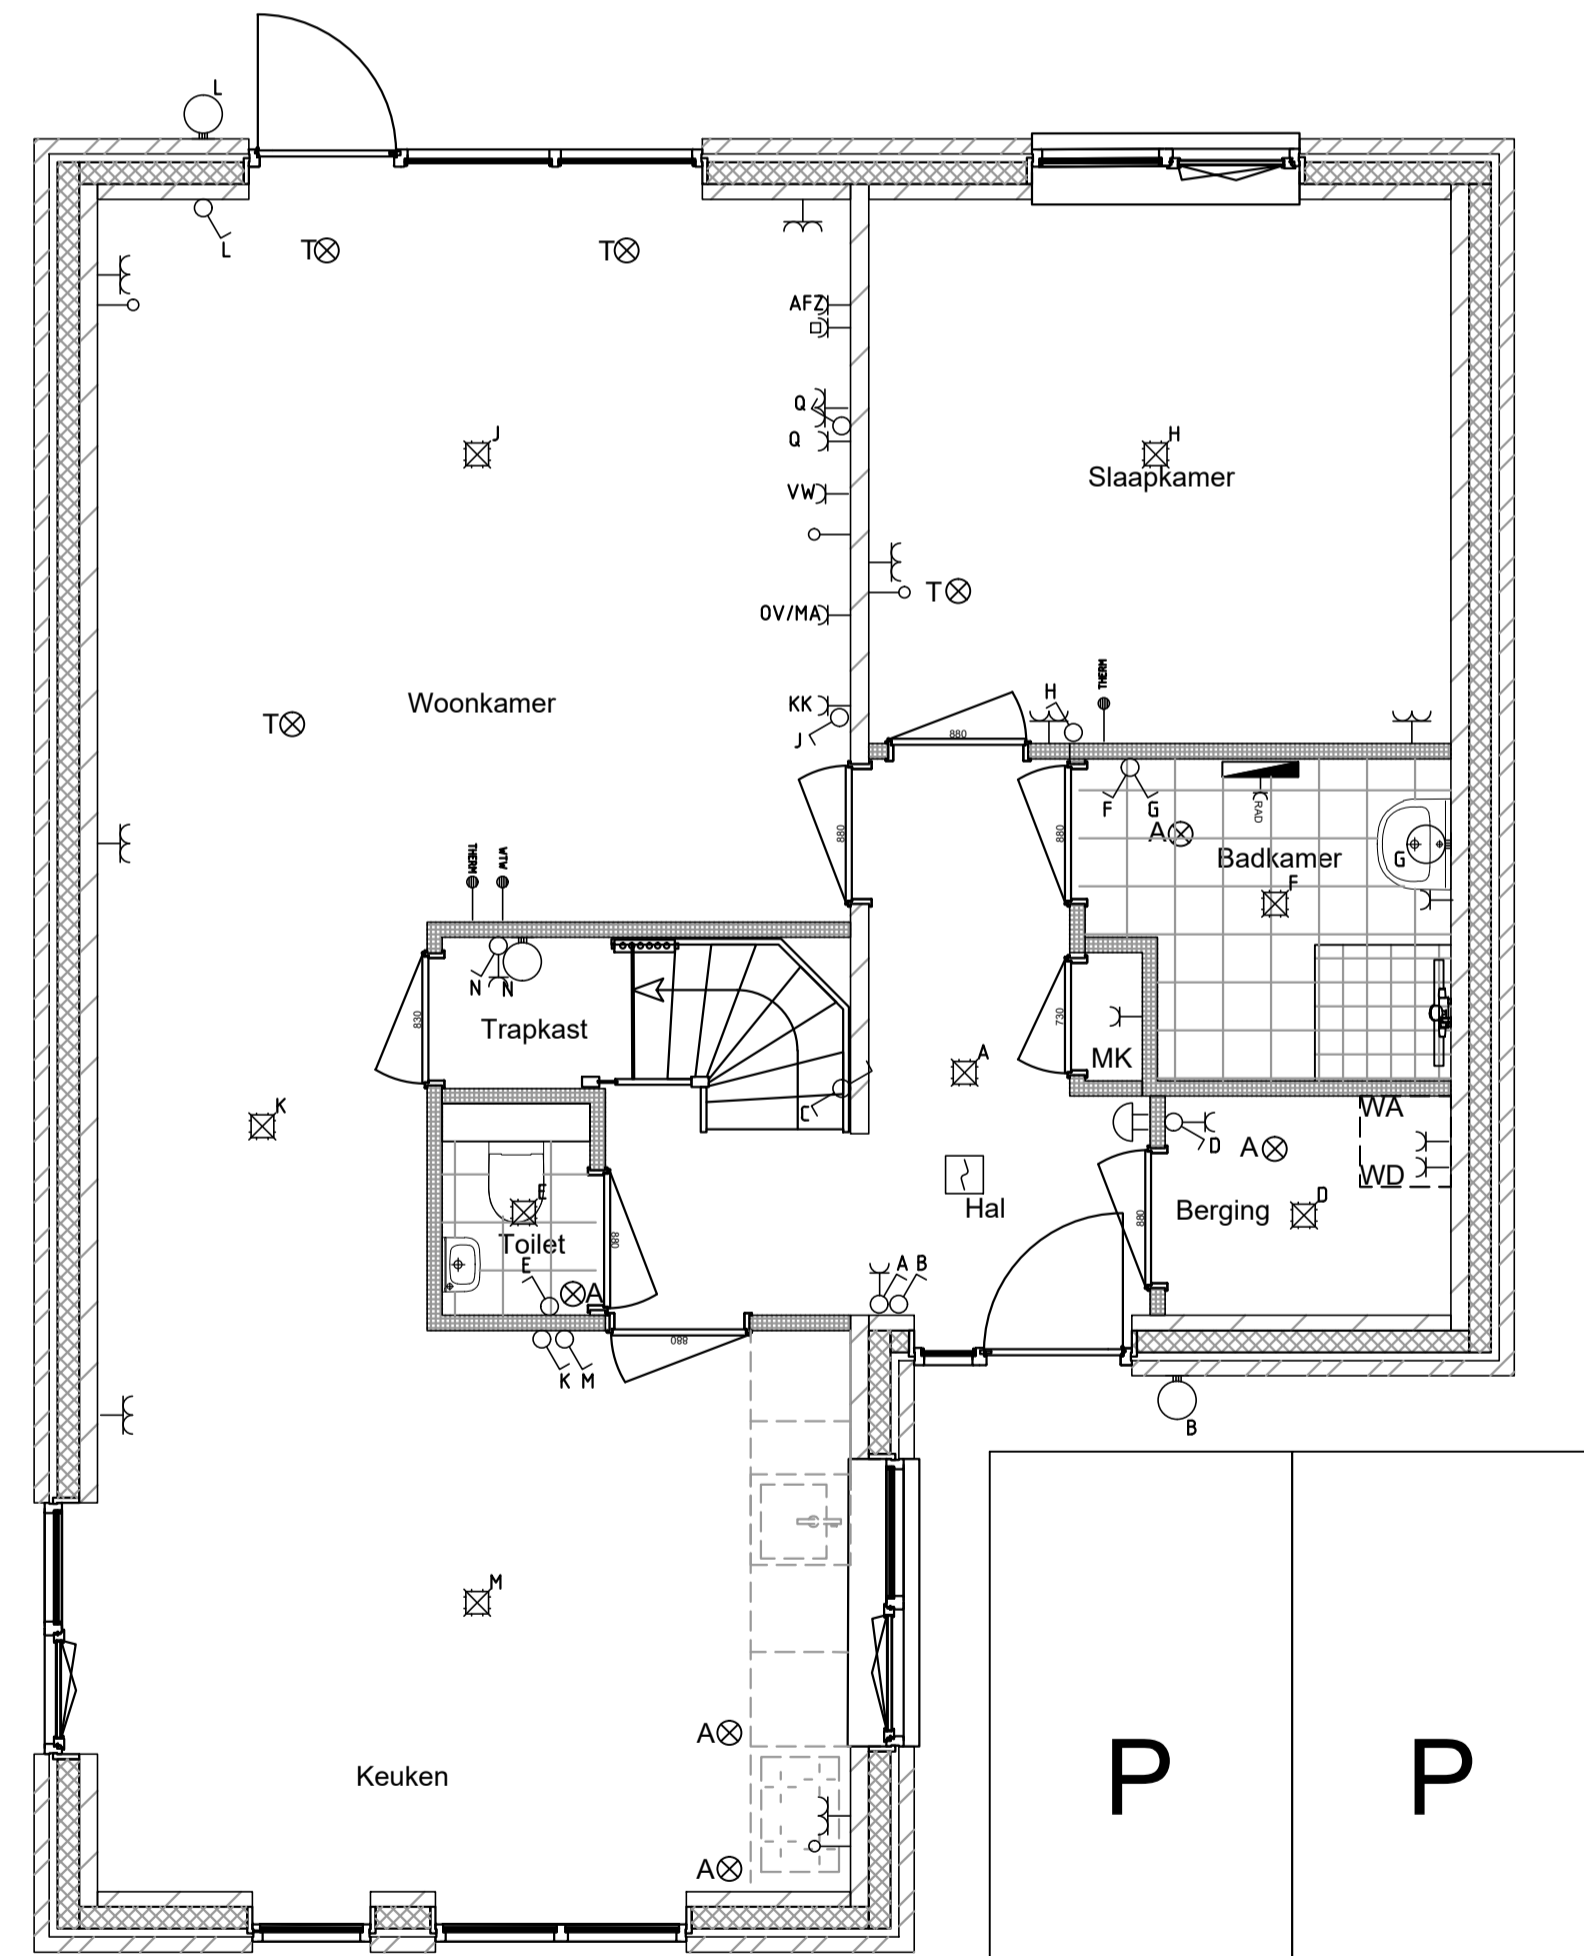 L
L
T
T
AFZ
Q
J
H
Q
Slaapkamer
VW
T
OV/MA
THERM
H
Woonkamer
KK
T
J
880
F
G
RAD
880
880
A
THERM
WTW
Badkamer
G
F
N
N
830
Trapkast
730
A
MK
K
C
WA
D
A
E
WD
D
Hal
Berging
880
Toilet
880
E
A
A B
880
K M
B
M
A
P
P
Keuken
A